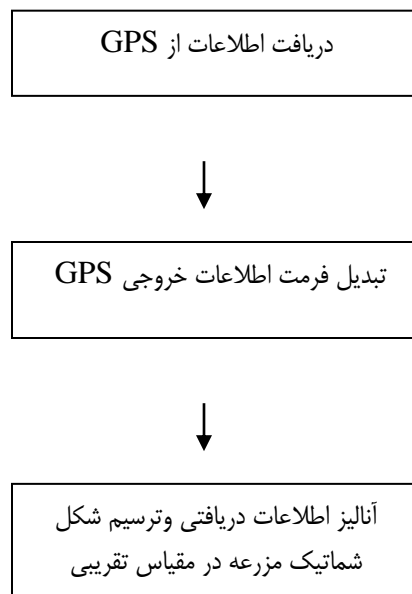 دریافت اطلاعات از GPS
تبدیل فرمت اطلاعات خروجی GPS
آنالیز اطلاعات دریافتی وترسیم شکل
شماتیک مزرعه در مقیاس تقریبی